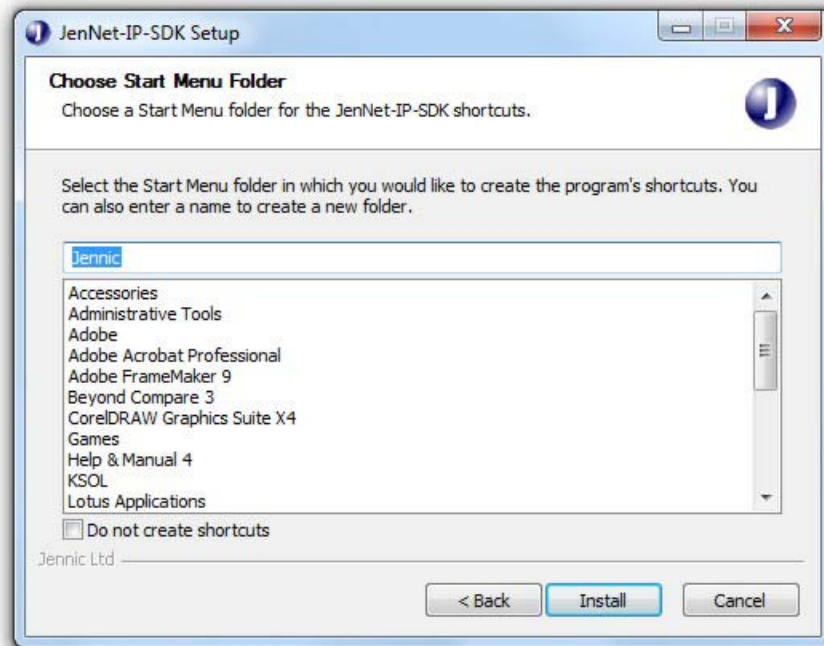 JenNet-IP-SDK Setup
Choose Start Menu Folder
Choose a Start Menu folder for the JenNet-IP-SDK shortcuts.
J
Select the Start Menu folder in which you would like to create the program's shortcuts. You
can also enter a name to create a new folder.
Jennic
Accessories
Administrative Tools
Adobe
Adobe Acrobat Professional
Adobe FrameMaker 9
Beyond Compare 3
CorelDRAW Graphics Suite X4
Games
Help & Manual 4
KSOL
Lotus Applications
Do not create shortcuts
Jennic Ltd
< Back Install Cancel